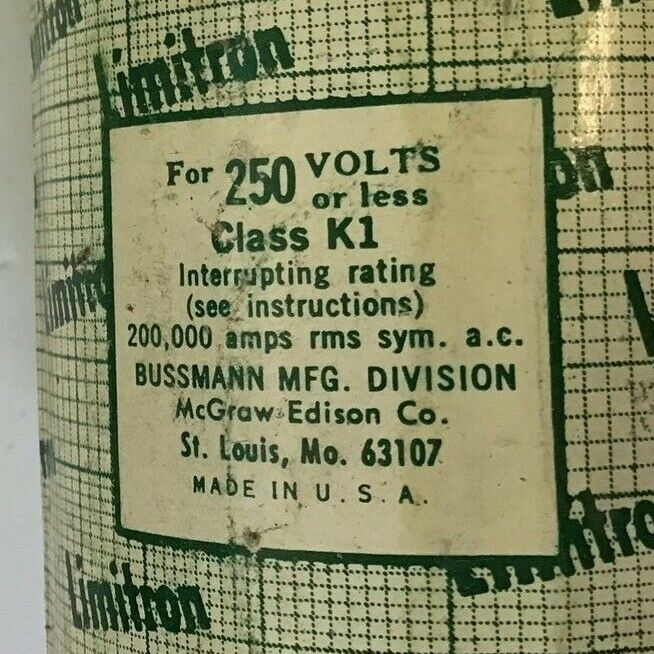 Limitron
For 250 VOLTS
or less
Class K1
Interrupting rating
(see instructions)
200,000 amps rms sym. a.c.
BUSSMANN MFG. DIVISION
McGraw-Edison Co.
St. Louis, Mo. 63107
MADE IN U.S.A.
Limitron